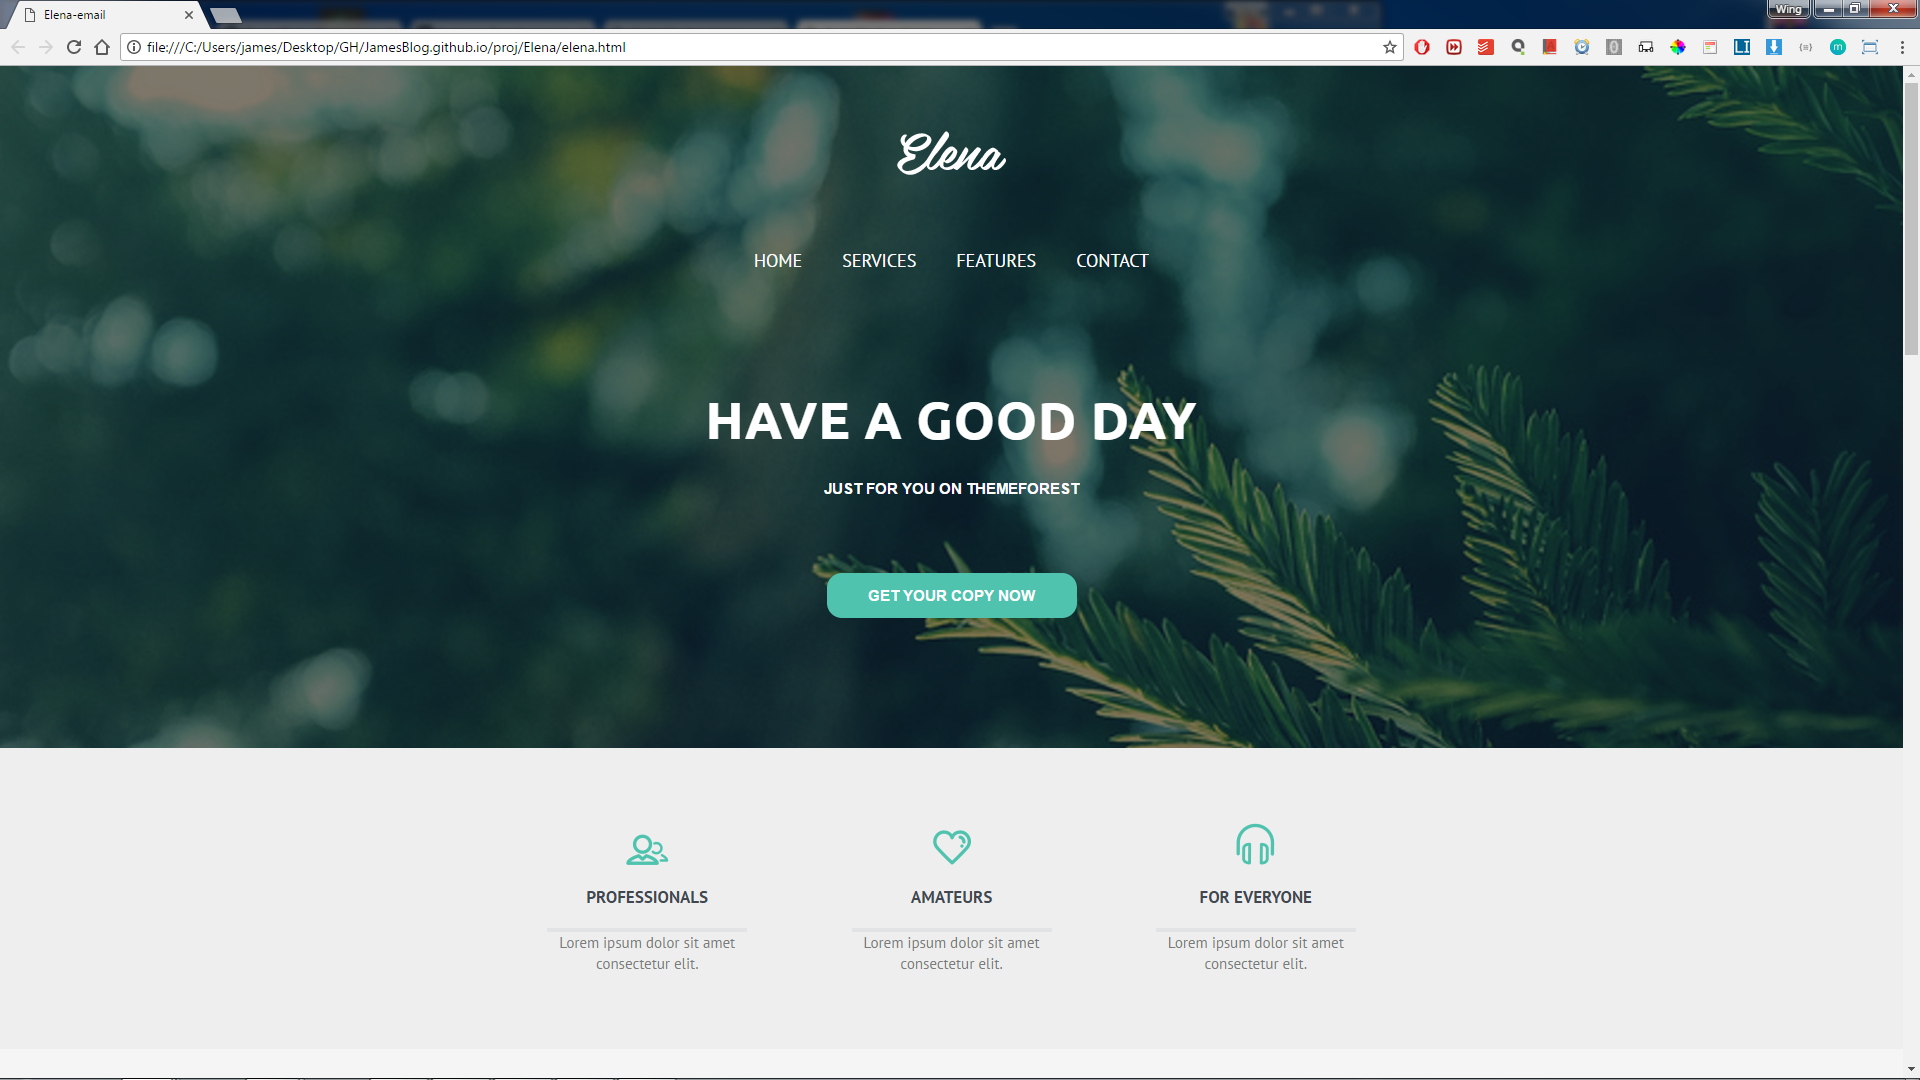 Elena-email
Wing
file:///C:/Users/james/Desktop/GH/JamesBlog.github.io/proj/Elena/elena.html
Elena
HOME SERVICES FEATURES CONTACT
HAVE A GOOD DAY
JUST FOR YOU ON THEMEFOREST
GET YOUR COPY NOW
PROFESSIONALS AMATEURS FOR EVERYONE
Lorem ipsum dolor sit amet Lorem ipsum dolor sit amet Lorem ipsum dolor sit amet
consectetur elit. consectetur elit. consectetur elit.